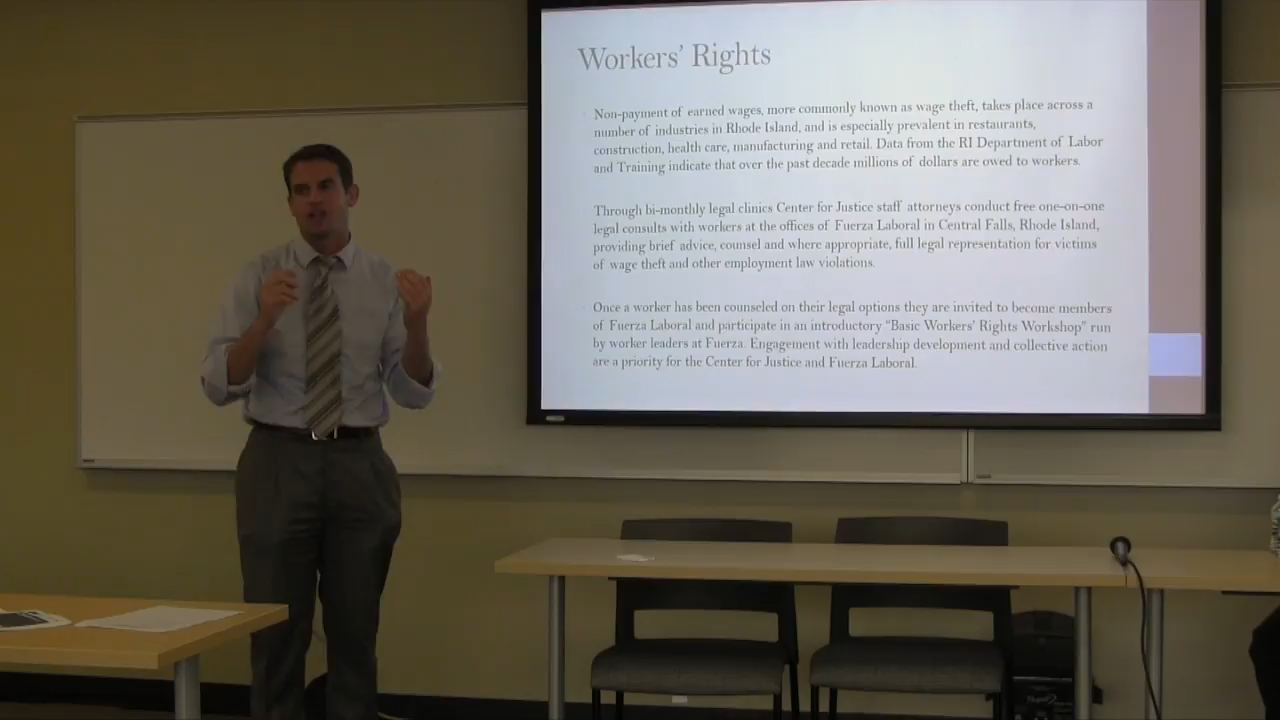 Workers' Rights
Non-payment of earned wages, more commonly known as wage theft, takes place across a
number of industries in Rhode Island, and is especially prevalent in restaurants,
construction, health care, manufacturing and retail. Data from the RI Department of Labor
and Training indicate that over the past decade millions of dollars are owed to workers.
Through bi-monthly legal clinics Center for Justice staff attorneys conduct free one-on-one
legal consults with workers at the offices of Fuerza Laboral in Central Falls, Rhode Island,
providing brief advice, counsel and where appropriate, full legal representation for victims
of wage theft and other employment law violations.
Once a worker has been counseled on their legal options they are invited to become members
of Fuerza Laboral and participate in an introductory "Basic Workers' Rights Workshop" run
by worker leaders at Fuerza. Engagement with leadership development and collective action
are a priority for the Center for Justice and Fuerza Laboral.